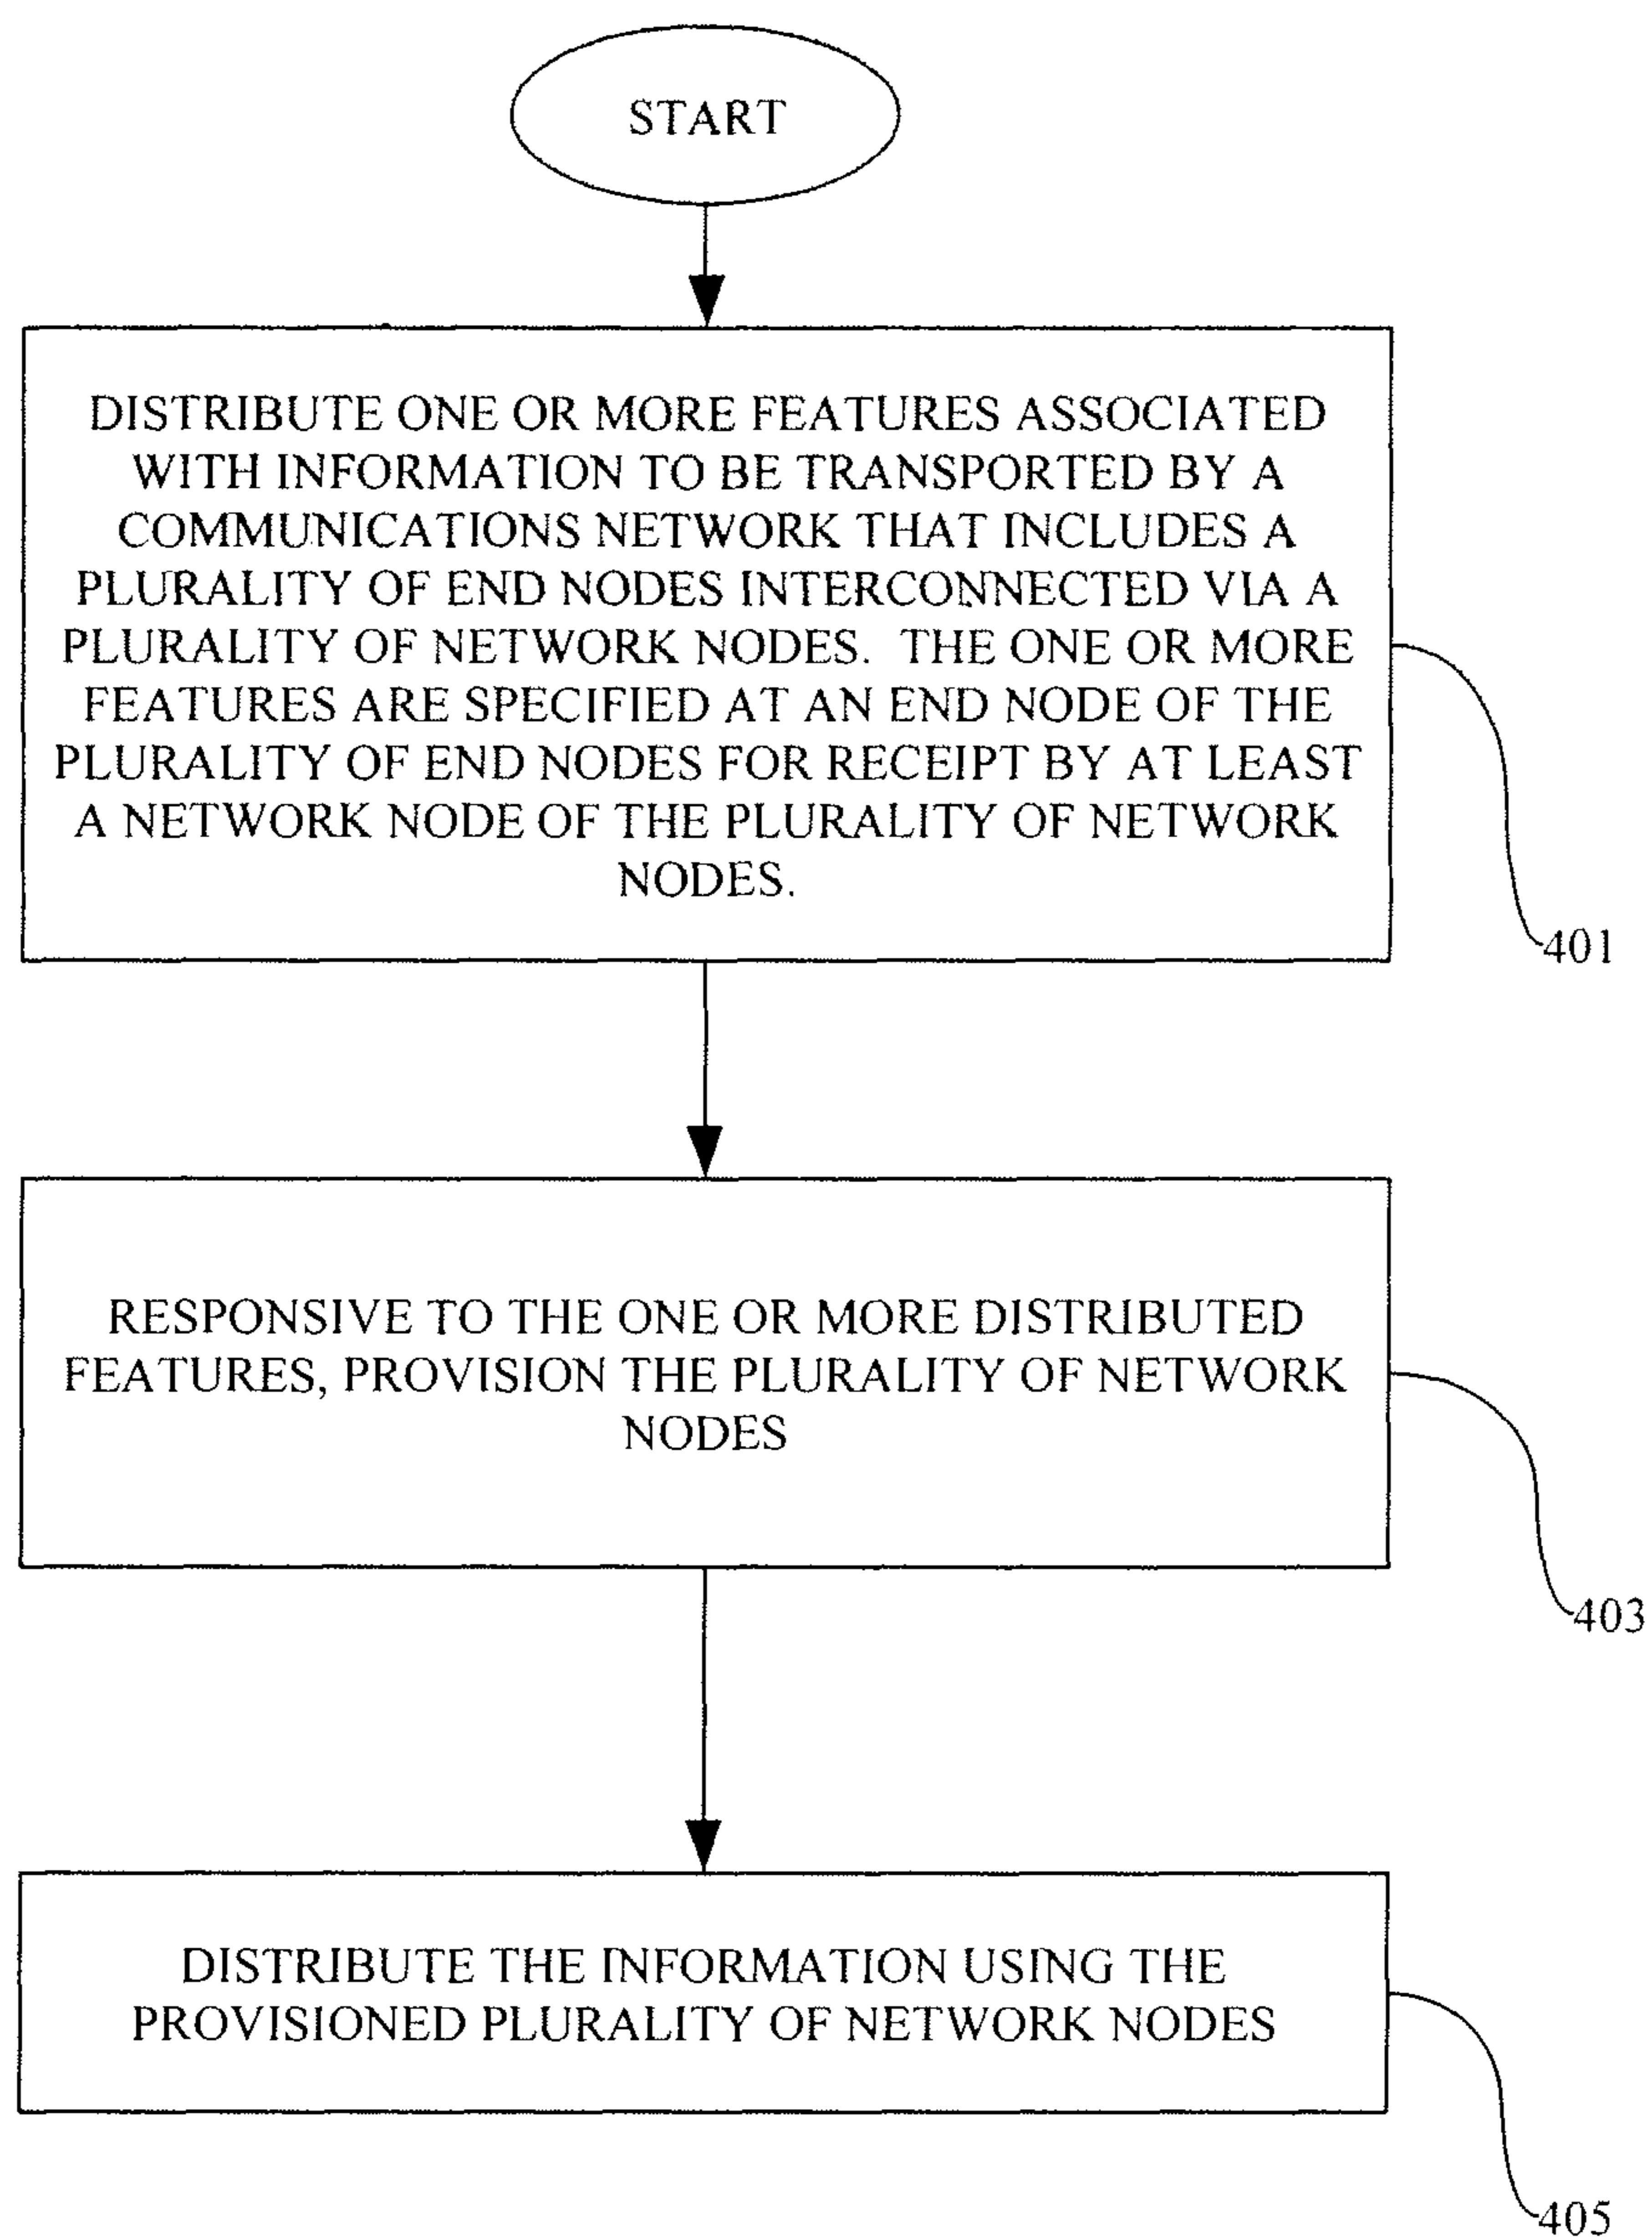 START
DISTRIBUTE ONE OR MORE FEATURES ASSOCIATED
WITH INFORMATION TO BE TRANSPORTED BY A
COMMUNICATIONS NETWORK THAT INCLUDES A
PLURALITY OF END NODES INTERCONNECTED VIA A
PLURALITY OF NETWORK NODES. THE ONE OR MORE
FEATURES ARE SPECIFIED AT AN END NODE OF THE
PLURALITY OF END NODES FOR RECEIPT BY AT LEAST
A NETWORK NODE OF THE PLURALITY OF NETWORK
NODES.
401
RESPONSIVE TO THE ONE OR MORE DISTRIBUTED
FEATURES, PROVISION THE PLURALITY OF NETWORK
NODES
403
DISTRIBUTE THE INFORMATION USING THE
PROVISIONED PLURALITY OF NETWORK NODES
405